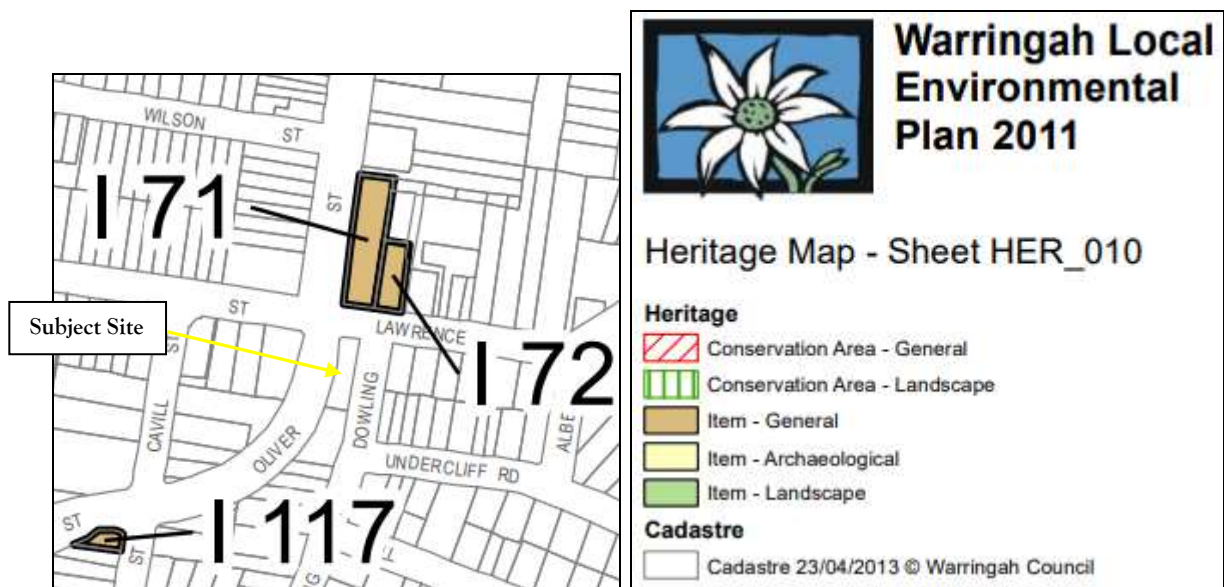 WILSON ST
I 71
ST
ST
Subject Site
ST
LAWRENCE
I 72
CAVILL
OLIVER
DOWLING
ALBE
UNDERCLIFF RD
ST
I 117
ST
NG
Warringah Local
Environmental
Plan 2011
Heritage Map - Sheet HER_010
Heritage
Conservation Area - General
Conservation Area - Landscape
Item - General
Item - Archaeological
Item - Landscape
Cadastre
Cadastre 23/04/2013 © Warringah Council